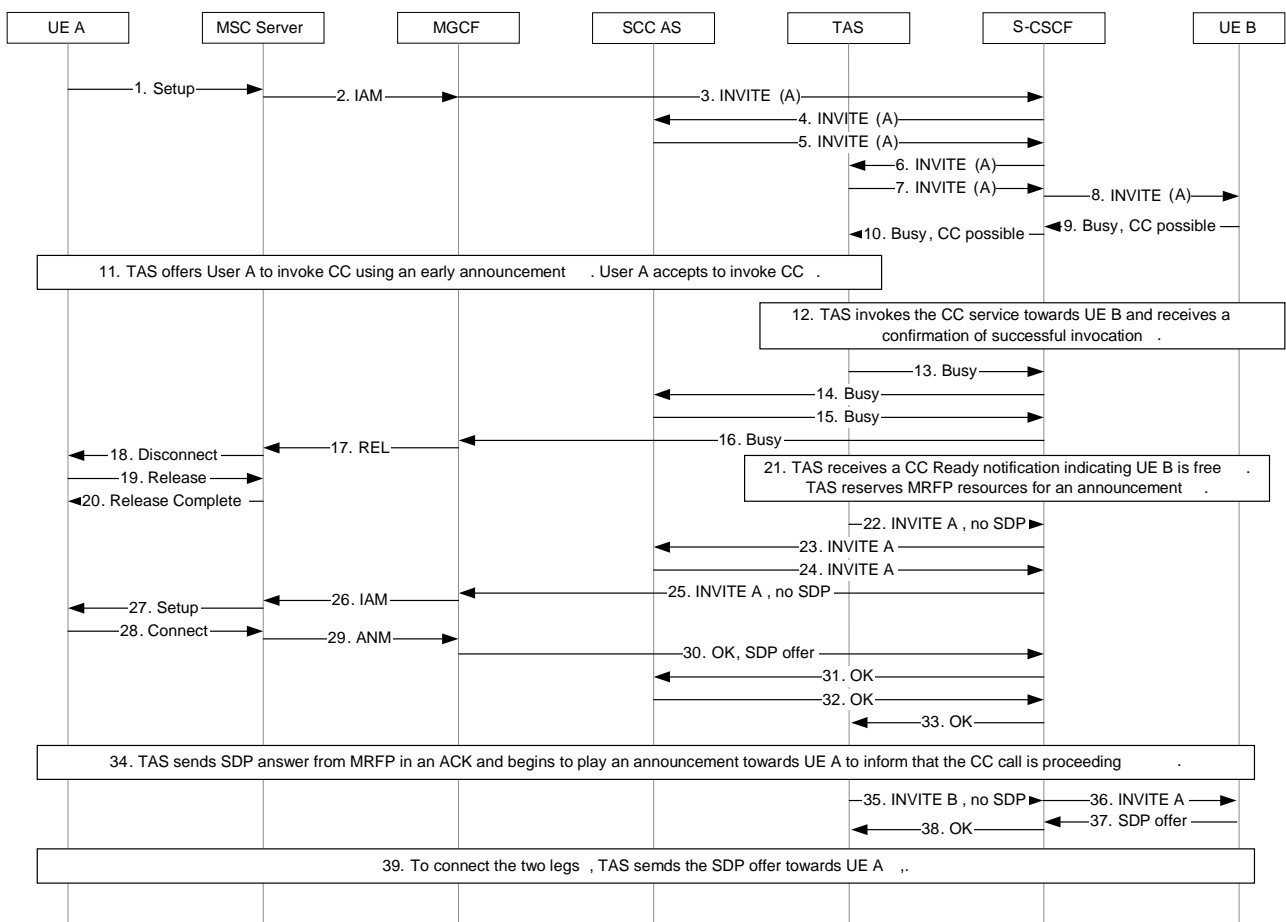 UE A
MSC Server
MGCF
SCC AS
TAS
S-CSCF
UE B
1. Setup
2. IAM
3. INVITE (A)
4. INVITE (A)
5. INVITE (A)
6. INVITE (A)
7. INVITE (A)
8. INVITE (A)
9. Busy, CC possible
10. Busy, CC possible
11. TAS offers User A to invoke CC using an early announcement . User A accepts to invoke CC .
12. TAS invokes the CC service towards UE B and receives a
confirmation of successful invocation .
13. Busy
14. Busy
15. Busy
16. Busy
17. REL
18. Disconnect
19. Release
20. Release Complete
21. TAS receives a CC Ready notification indicating UE B is free .
TAS reserves MRFP resources for an announcement .
22. INVITE A , no SDP
23. INVITE A
24. INVITE A
25. INVITE A , no SDP
26. IAM
27. Setup
28. Connect
29. ANM
30. OK, SDP offer
31. OK
32. OK
33. OK
34. TAS sends SDP answer from MRFP in an ACK and begins to play an announcement towards UE A to inform that the CC call is proceeding .
35. INVITE B , no SDP
36. INVITE A
37. SDP offer
38. OK
39. To connect the two legs , TAS semds the SDP offer towards UE A ,.